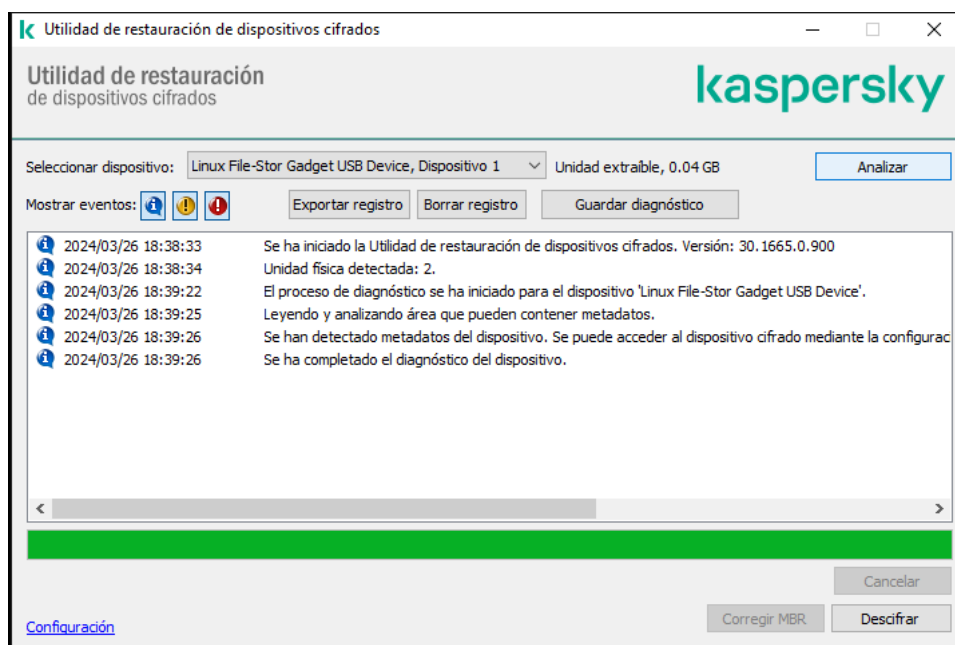 Utilidad de restauración de dispositivos cifrados
Utilidad de restauración
de dispositivos cifrados
kaspersky
Seleccionar dispositivo: Linux File-Stor Gadget USB Device, Dispositivo 1 Unidad extraíble, 0.04 GB Analizar
Mostrar eventos: Exportar registro Borrar registro Guardar diagnóstico
2024/03/26 18:38:33 Se ha iniciado la Utilidad de restauración de dispositivos cifrados. Versión: 30.1665.0.900
2024/03/26 18:38:34 Unidad física detectada: 2.
2024/03/26 18:39:22 El proceso de diagnóstico se ha iniciado para el dispositivo 'Linux File-Stor Gadget USB Device'.
2024/03/26 18:39:25 Leyendo y analizando área que pueden contener metadatos.
2024/03/26 18:39:26 Se han detectado metadatos del dispositivo. Se puede acceder al dispositivo cifrado mediante la configurac
2024/03/26 18:39:26 Se ha completado el diagnóstico del dispositivo.
Cancelar
Configuración Corregir MBR Descifrar